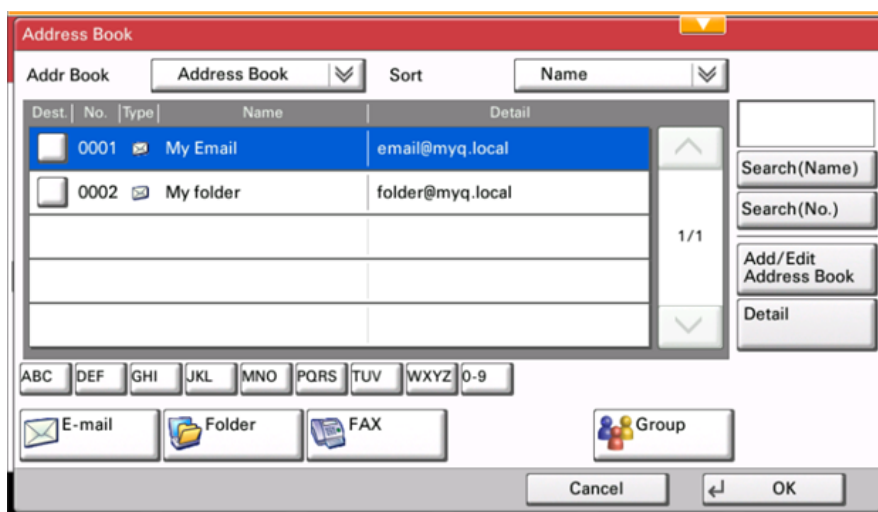 Address Book
Addr Book Address Book Sort Name
Dest. No. Type Name Detail
0001 My Email email@myq.local
Search(Name)
0002 My folder folder@myq.local
Search(No.)
1/1
Add/Edit
Address Book
Detail
ABC DEF GHI JKL MNO PQRS TUV WXYZ 0-9
E-mail Folder FAX Group
Cancel OK